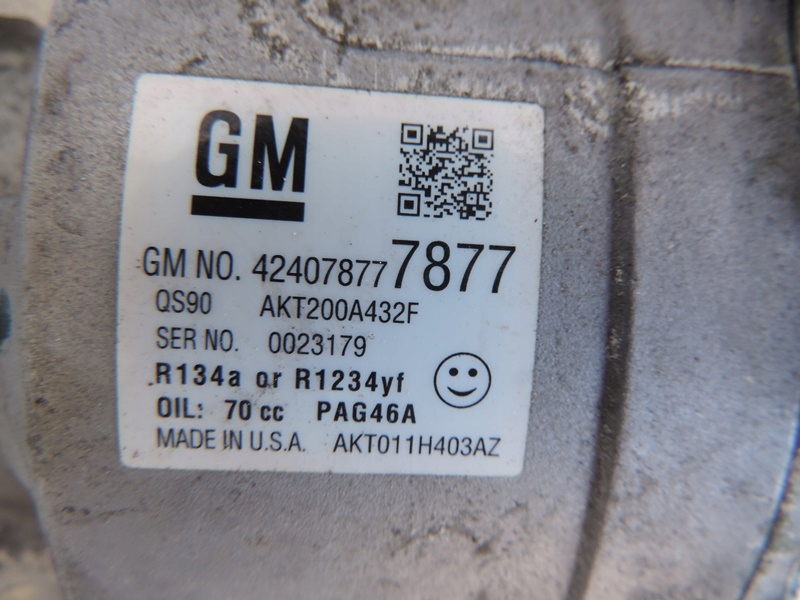 GM
GM NO. 42407877 7877
QS90 AKT200A432F
SER NO. 0023179
R134a or R1234yf
OIL: 70 cc PAG46A
MADE IN U.S.A. AKT011H403AZ